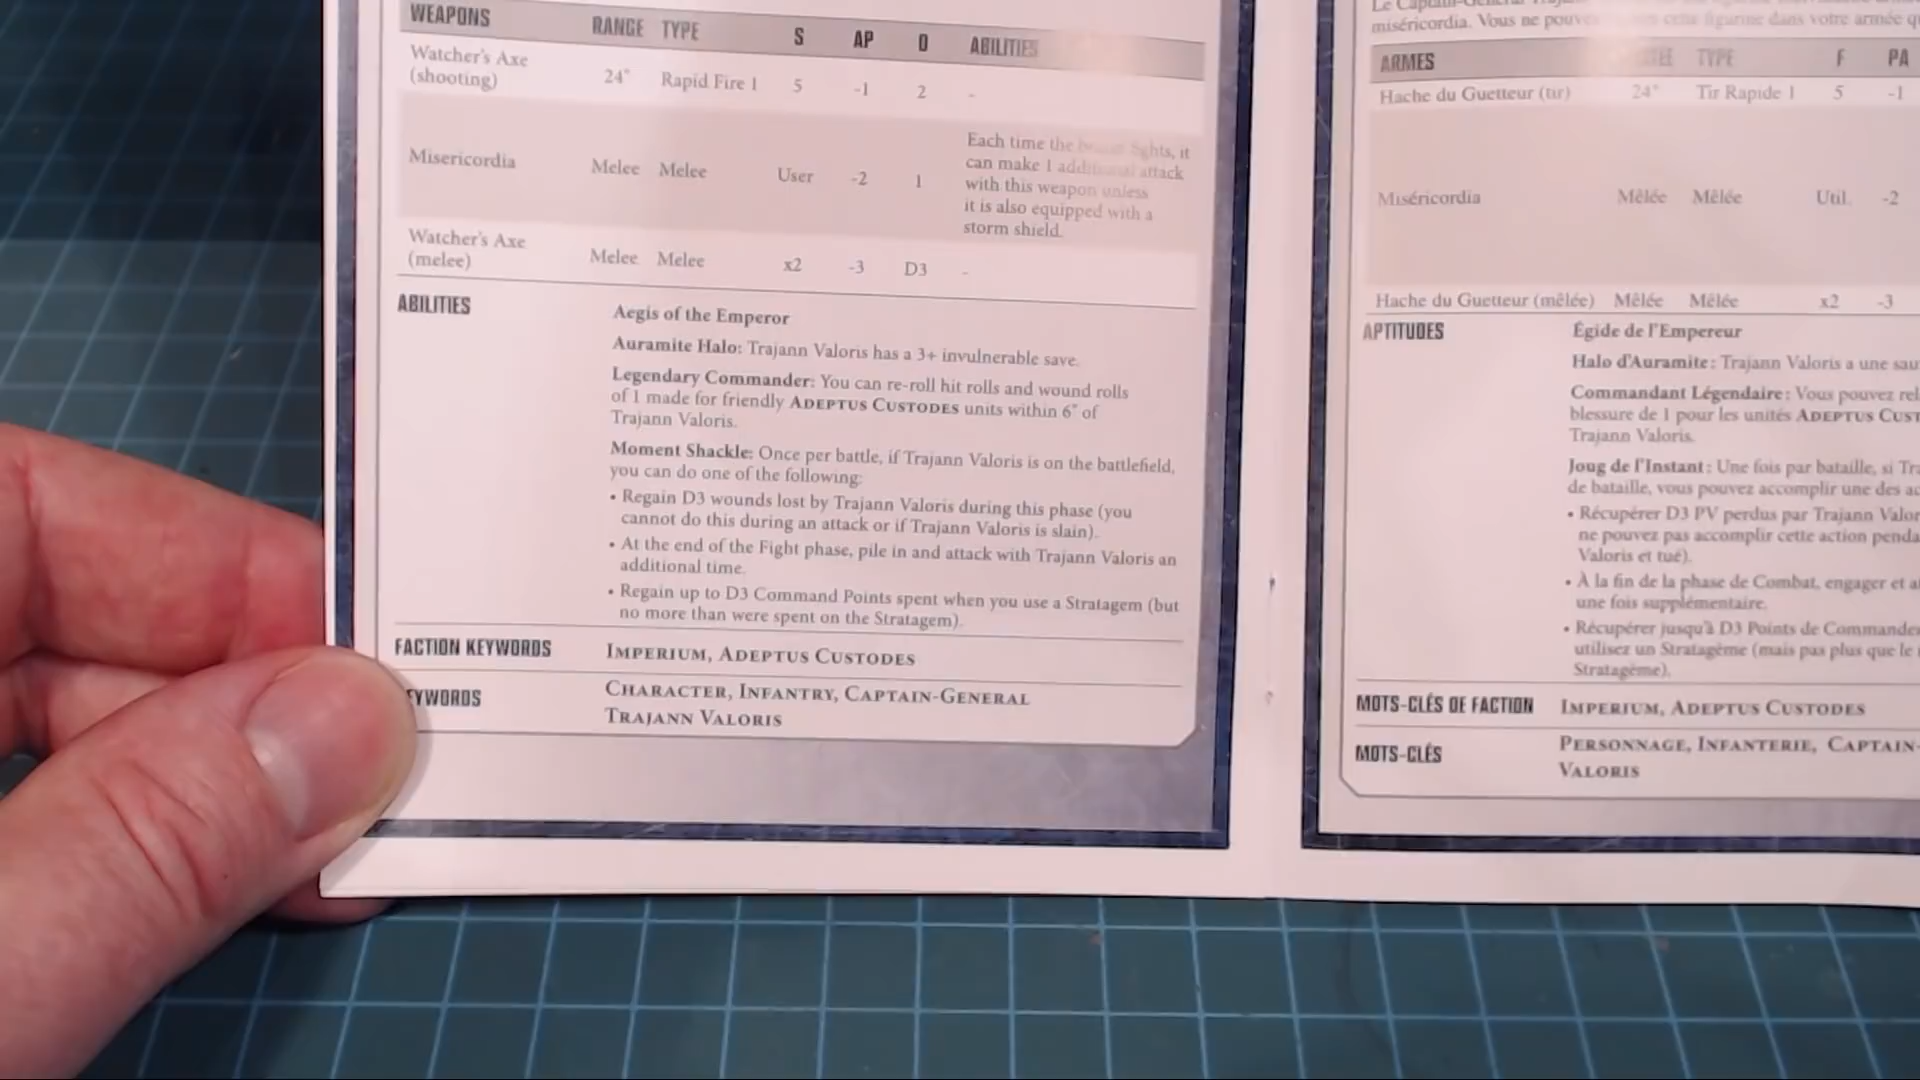 WEAPONS RANGE TYPE S AP D ABILITIES
Watcher's Axe
(shooting) 24" Rapid Fire 1 5 -1 2 -
Misericordia Melee Melee User -2 1
Each time the fights, it
can make 1 additional attack
with this weapon unless
it is also equipped with a
storm shield.
Watcher's Axe
(melee) Melee Melee x2 -3 D3 -
ABILITIES
Aegis of the Emperor
Auramite Halo: Trajann Valoris has a 3+ invulnerable save.
Legendary Commander: You can re-roll hit rolls and wound rolls
of 1 made for friendly ADEPTUS CUSTODES units within 6" of
Trajann Valoris.
Moment Shackle: Once per battle, if Trajann Valoris is on the battlefield,
you can do one of the following:
• Regain D3 wounds lost by Trajann Valoris during this phase (you
cannot do this during an attack or if Trajann Valoris is slain).
• At the end of the Fight phase, pile in and attack with Trajann Valoris an
additional time.
• Regain up to D3 Command Points spent when you use a Stratagem (but
no more than were spent on the Stratagem).
FACTION KEYWORDS IMPERIUM, ADEPTUS CUSTODES
YWORDS CHARACTER, INFANTRY, CAPTAIN-GENERAL
TRAJANN VALORIS
miséricordia. Vous ne pouvez cette figurine dans votre armée
ARMES TYPE F PA
Hache du Guetteur (tir) 24" Tir Rapide 1 5 -1
Miséricordia Mêlée Mêlée Util. -2
Hache du Guetteur (mêlée) Mêlée Mêlée x2 -3
APTITUDES
Égide de l'Empereur
Halo d'Auramite : Trajann Valoris a une
Commandant Légendaire : Vous pouvez
blessure de 1 pour les unités ADEPTUS CUST
Trajann Valoris.
Joug de l'Instant : Une fois par bataille, si
de bataille, vous pouvez accomplir une des
• Récupérer D3 PV perdus par Trajann Valor
ne pouvez pas accomplir cette action
Valoris et tué).
• À la fin de la phase de Combat, engager et
une fois supplémentaire.
• Récupérer jusqu'à D3 Points de Commande
utilisez un Stratagème (mais pas plus que le
Stratagème).
MOTS-CLÉS DE FACTION IMPERIUM, ADEPTUS CUSTODES
MOTS-CLÉS PERSONNAGE, INFANTERIE, CAPTAIN-
VALORIS